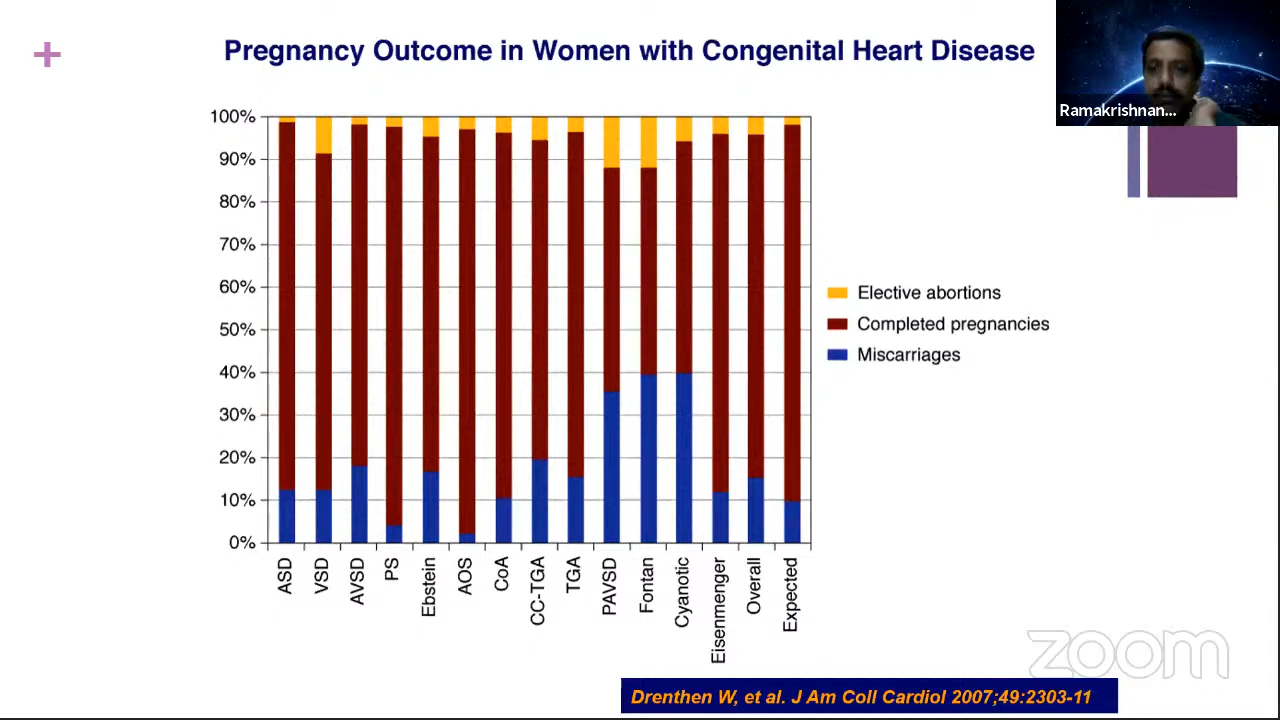 +
Pregnancy Outcome in Women with Congenital Heart Disease
Ramakrishnan...
100%
90%
80%
70%
60%
50%
40%
30%
20%
10%
0%
Elective abortions
Completed pregnancies
Miscarriages
ASD
VSD
AVSD
PS
Ebstein
AOS
CoA
CC-TGA
TGA
PAVSD
Fontan
Cyanotic
Eisenmenger
Overall
Expected
zoom
Drenthen W, et al. J Am Coll Cardiol 2007;49:2303-11